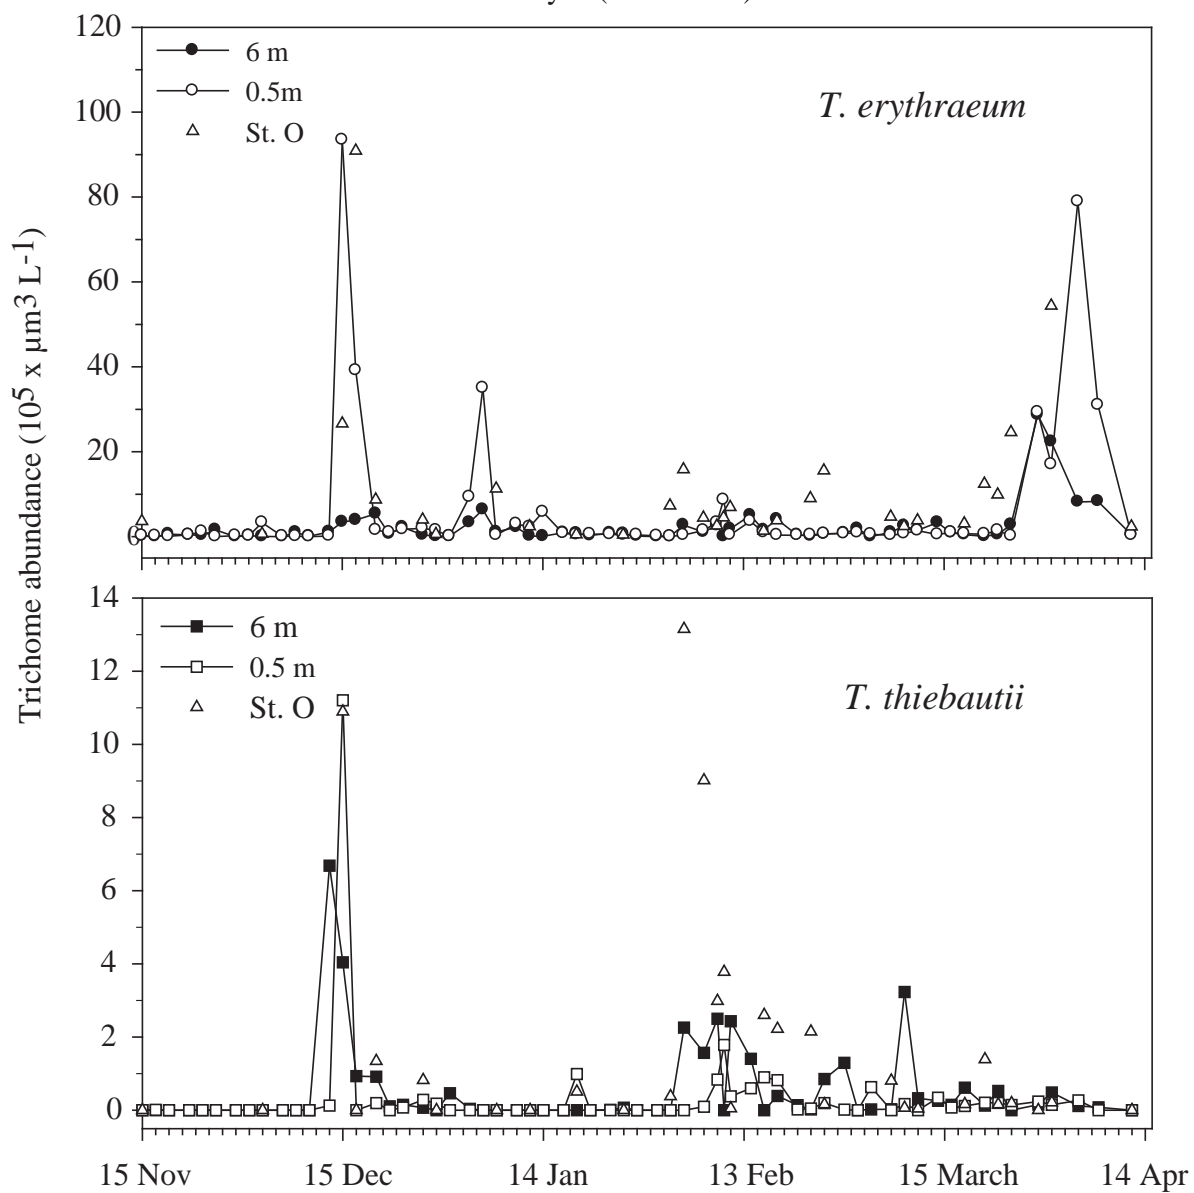 120
6 m
0.5m
St. O
T. erythraeum
100
80
60
40
20
0
Trichome abundance (10⁵ x µm³ L⁻¹)
14
6 m
0.5 m
St. O
T. thiebautii
12
10
8
6
4
2
0
15 Nov 15 Dec 14 Jan 13 Feb 15 March 14 Apr